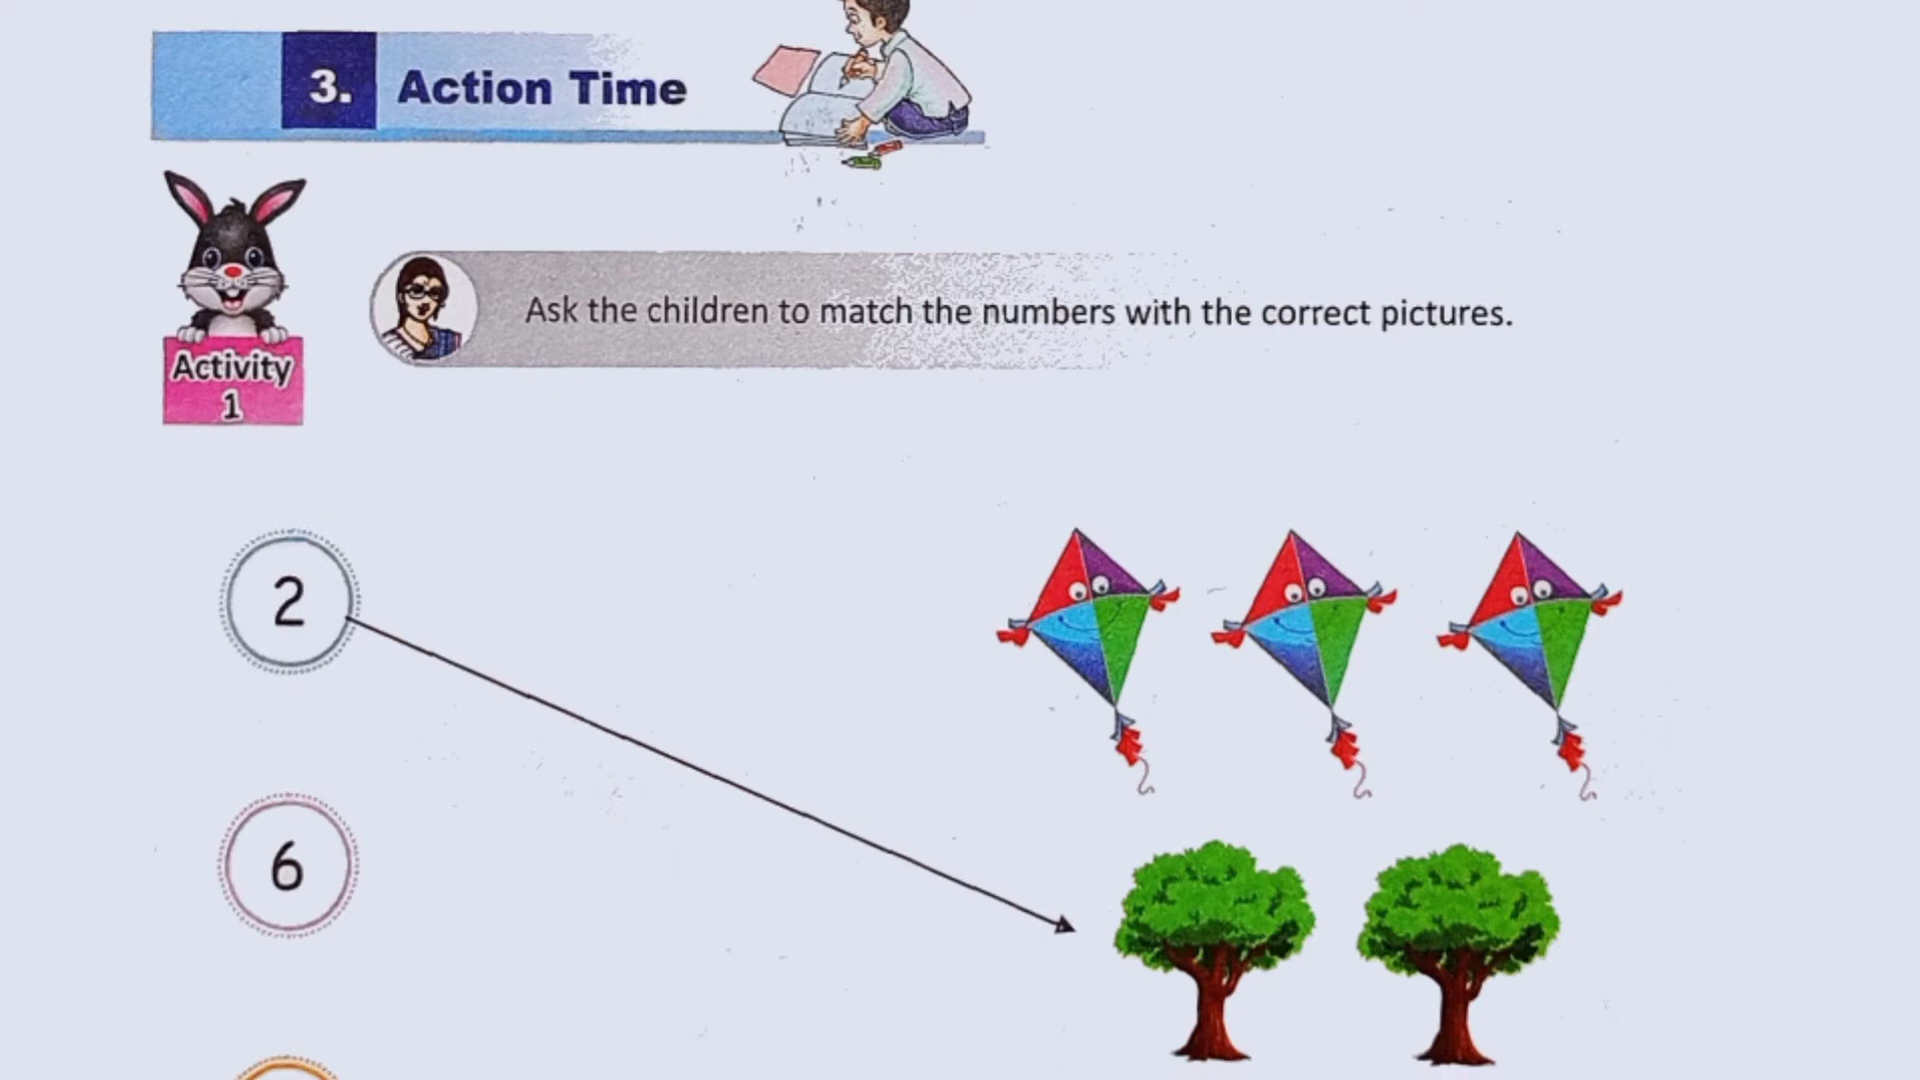 3. Action Time
Ask the children to match the numbers with the correct pictures.
Activity
1
2
6